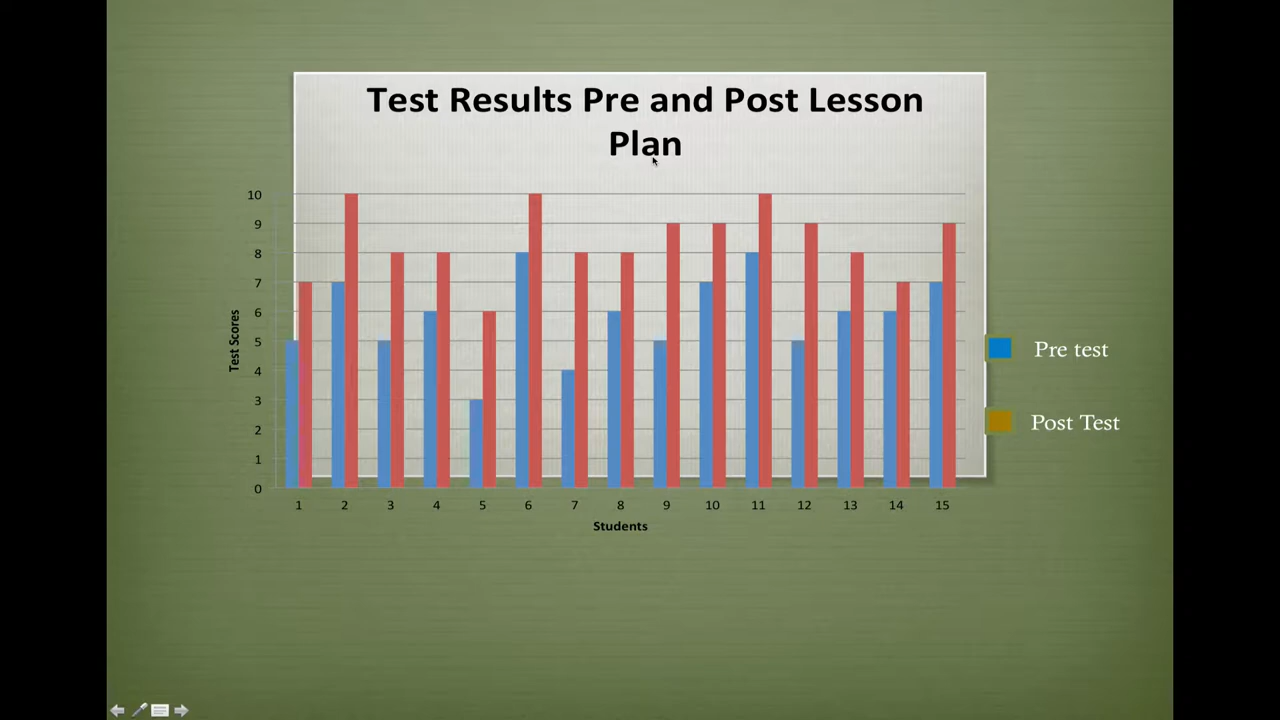 Test Results Pre and Post Lesson
Plan
10
9
8
7
6
5
4
3
2
1
0
Test Scores
1 2 3 4 5 6 7 8 9 10 11 12 13 14 15
Students
Pre test
Post Test